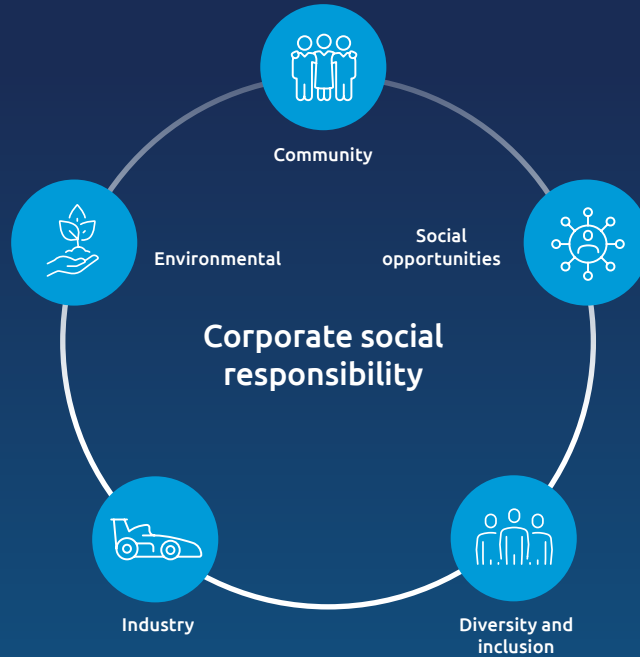 Community
Environmental
Social
opportunities
Corporate social
responsibility
Industry
Diversity and
inclusion